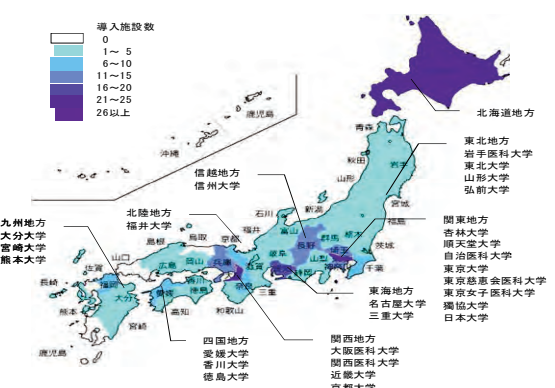 導入施設数
0
1～ 5
6～10
11～15
16～20
21～25
26以上
鹿児島
沖縄
北海道地方
青森
秋田
岩手
山形
宮城
福島
東北地方
岩手医科大学
東北大学
山形大学
弘前大学
信越地方
信州大学
北陸地方
福井大学
石川
新潟
富山
福井
群馬
栃木
長野
埼玉
茨城
岐阜
山梨
千葉
静岡
関東地方
杏林大学
順天堂大学
自治医科大学
東京大学
東京慈恵会医科大学
東京女子医科大学
獨協大学
日本大学
九州地方
大分大学
宮崎大学
熊本大学
鳥取
京都
島根
兵庫
滋賀
岡山
広島
山口
香川
徳島
奈良
三重
和歌山
愛媛
高知
佐賀
福岡
長崎
大分
熊本
宮崎
鹿児島
東海地方
名古屋大学
三重大学
四国地方
愛媛大学
香川大学
徳島大学
関西地方
大阪医科大学
関西医科大学
近畿大学
京都大学